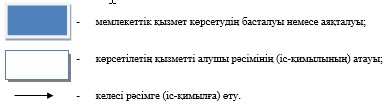 - мемлекеттік қызмет көрсетудің басталуы немесе аяқталуы;
- көрсетілетін қызметті алушы рәсімінің (іс-қимылының) атауы;
- келесі рәсімге (іс-қимылға) өту.